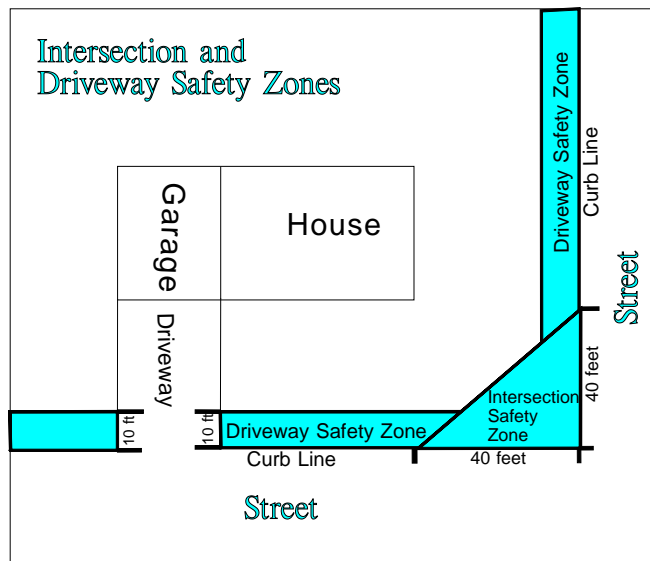 Intersection and
Driveway Safety Zones
Driveway Safety Zone
Curb Line
Street
Garage
House
Driveway
40 feet
Intersection
Safety
Zone
10 ft
10 ft
Driveway Safety Zone
Curb Line
40 feet
Street